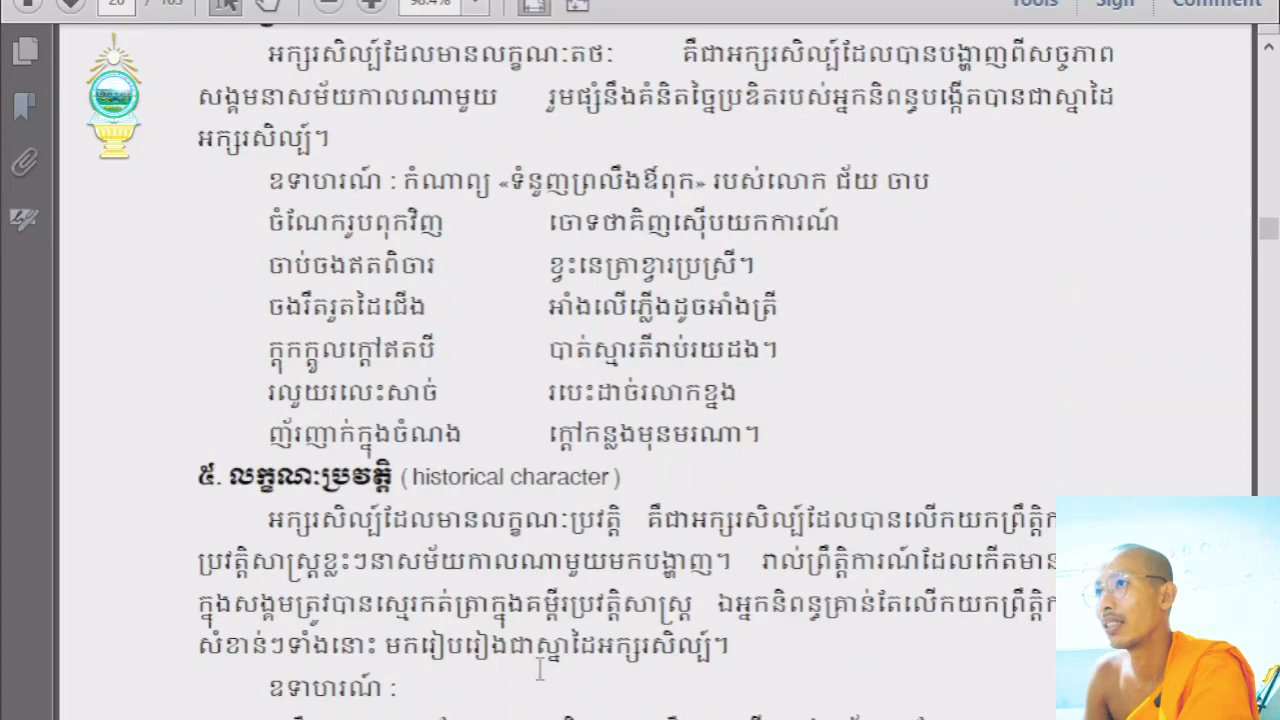 20 / 105 98.4% Tools Sign Comment
អក្សរសិល្ប៍ដែលមានលក្ខណៈតថៈ គឺជាអក្សរសិល្ប៍ដែលបានបង្ហាញពីសច្ចភាព
សង្គមនាសម័យកាលណាមួយ រួមផ្សំនឹងគំនិតច្នៃប្រឌិតរបស់អ្នកនិពន្ធបង្កើតបានជាស្នាដៃ
អក្សរសិល្ប៍។
ឧទាហរណ៍ : កំណាព្យ «ទំនួញព្រលឹងឪពុក» របស់លោក ជ័យ ចាប
ចំណែករូបពុកវិញ ចោទថាគិញស៊ើបយកការណ៍
ចាប់ចងឥតពិចារ ខ្វះនេត្រាខ្វារប្រស្រី។
ចងរឹតរួតដៃជើង អាំងលើភ្លើងដូចអាំងត្រី
ក្តុកក្តួលក្តៅឥតបី បាត់ស្មារតីរាប់រយដង។
រលួយរលេះសាច់ របេះដាច់រលាកខ្នង
ញ័រញាក់ក្នុងចំណង ក្តៅកន្លងមុនមរណា។
៥. លក្ខណៈប្រវត្តិ (historical character)
អក្សរសិល្ប៍ដែលមានលក្ខណៈប្រវត្តិ គឺជាអក្សរសិល្ប៍ដែលបានលើកយកព្រឹត្តិក
ប្រវត្តិសាស្ត្រខ្លះៗនាសម័យកាលណាមួយមកបង្ហាញ។ រាល់ព្រឹត្តិការណ៍ដែលកើតមាន
ក្នុងសង្គមត្រូវបានស្មេរកត់ត្រាក្នុងគម្ពីរប្រវត្តិសាស្ត្រ ឯអ្នកនិពន្ធគ្រាន់តែលើកយកព្រឹត្តិក
សំខាន់ៗទាំងនោះ មករៀបរៀងជាស្នាដៃអក្សរសិល្ប៍។
ឧទាហរណ៍ :